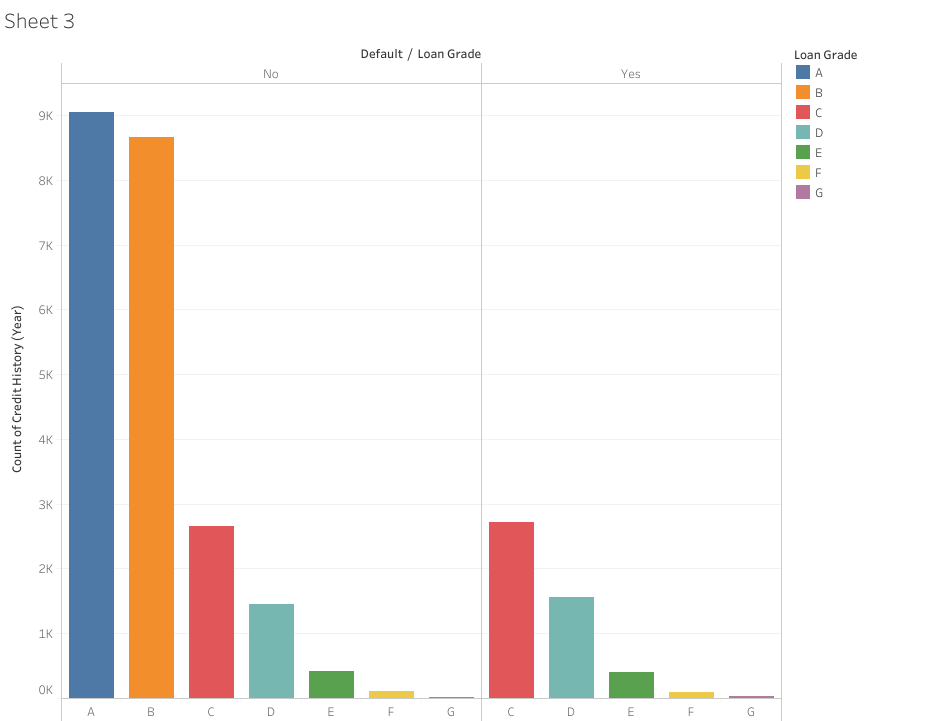 Sheet 3
Default / Loan Grade
No
Yes
9K
8K
7K
6K
5K
4K
3K
2K
1K
0K
Count of Credit History (Year)
A
B
C
D
E
F
G
C
D
E
F
G
Loan Grade
A
B
C
D
E
F
G